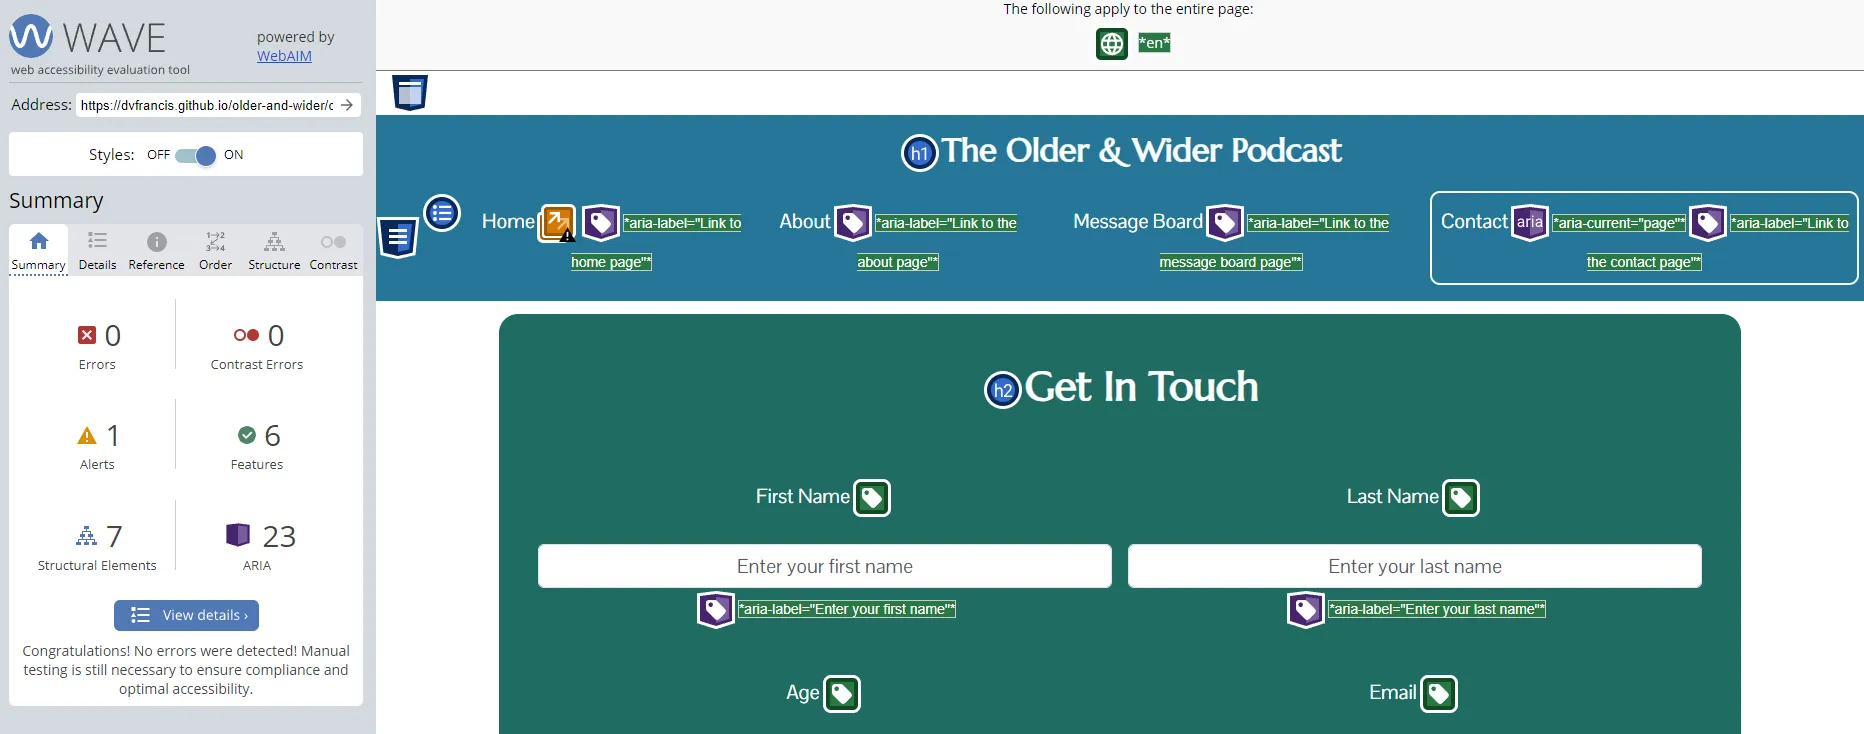 WAVE
powered by
WebAIM
web accessibility evaluation tool
Address: https://dvfrancis.github.io/older-and-wider/c
Styles: OFF ON
Summary
Summary Details Reference Order Structure Contrast
0 0
Errors Contrast Errors
1 6
Alerts Features
7 23
Structural Elements ARIA
View details ›
Congratulations! No errors were detected! Manual
testing is still necessary to ensure compliance and
optimal accessibility.
The following apply to the entire page:
*en*
h1 The Older & Wider Podcast
Home *aria-label="Link to
home page"*
About *aria-label="Link to the
about page"*
Message Board *aria-label="Link to the
message board page"*
Contact aria *aria-current="page"* *aria-label="Link to
the contact page"*
h2 Get In Touch
First Name Last Name
Enter your first name Enter your last name
*aria-label="Enter your first name"* *aria-label="Enter your last name"*
Age Email